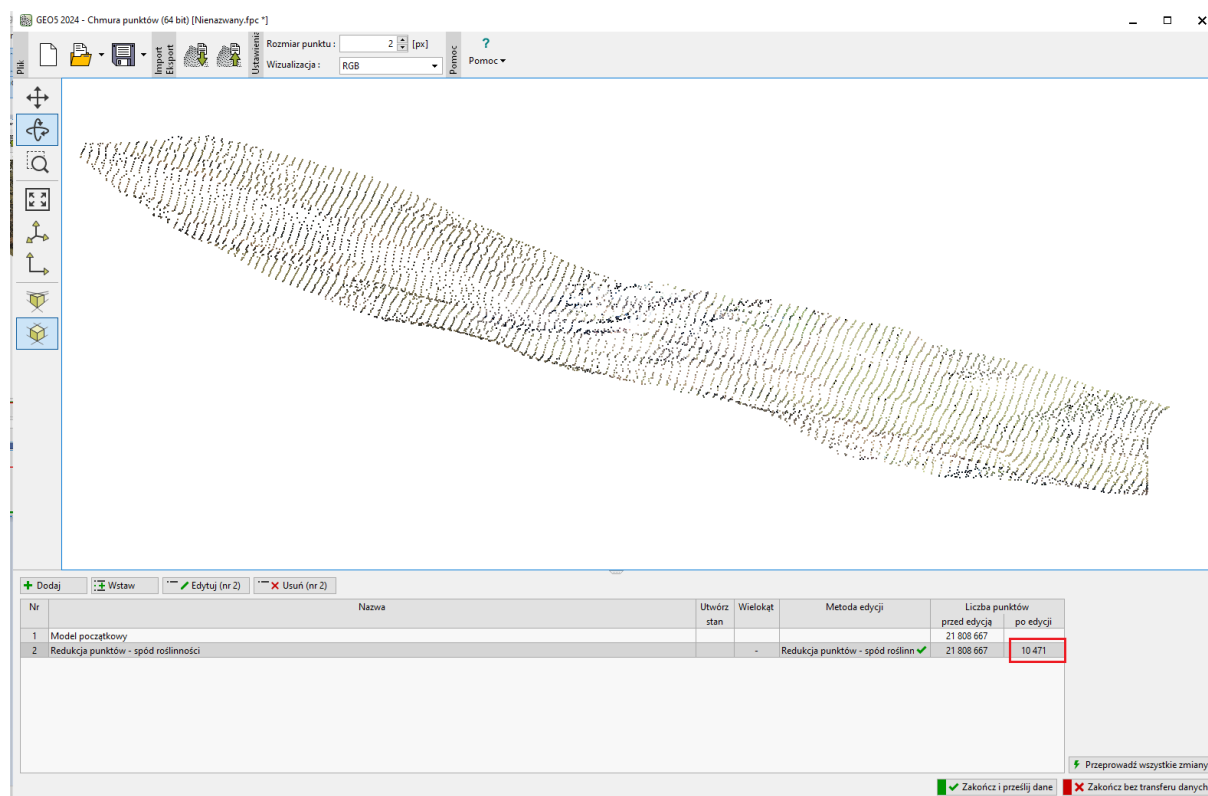 GEO5 2024 - Chmura punktów (64 bit) [Nienazwany.fpc *]
Plik
Import
Eksport
Ustawienia
Rozmiar punktu : 2 [px]
Wizualizacja : RGB
Pomoc
?
Pomoc
Dodaj Wstaw Edytuj (nr 2) Usuń (nr 2)
Nr Nazwa Utwórz stan Wielokąt Metoda edycji Liczba punktów
przed edycją po edycji
1 Model początkowy 21 808 667
2 Redukcja punktów - spód roślinności - Redukcja punktów - spód roślinn 21 808 667 10 471
Przeprowadź wszystkie zmiany
Zakończ i prześlij dane Zakończ bez transferu danych